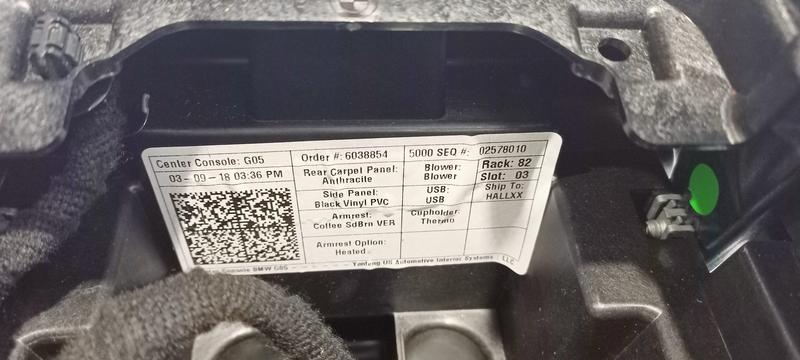 Center Console: G05
03-09-18 03:36 PM
Order #: 6038854
Rear Carpet Panel:
Anthracite
Side Panel:
Black Vinyl PVC
Armrest:
Coffee SdBrn VER
Armrest Option:
Heated
5000 SEQ #: 02578010
Blower:
Blower
USB:
USB
Cupholder:
Thermo
Rack: 82
Slot: 03
Ship To:
HALLXX
Console BMW G05
Yanfeng US Automotive Interior Systems I LLC